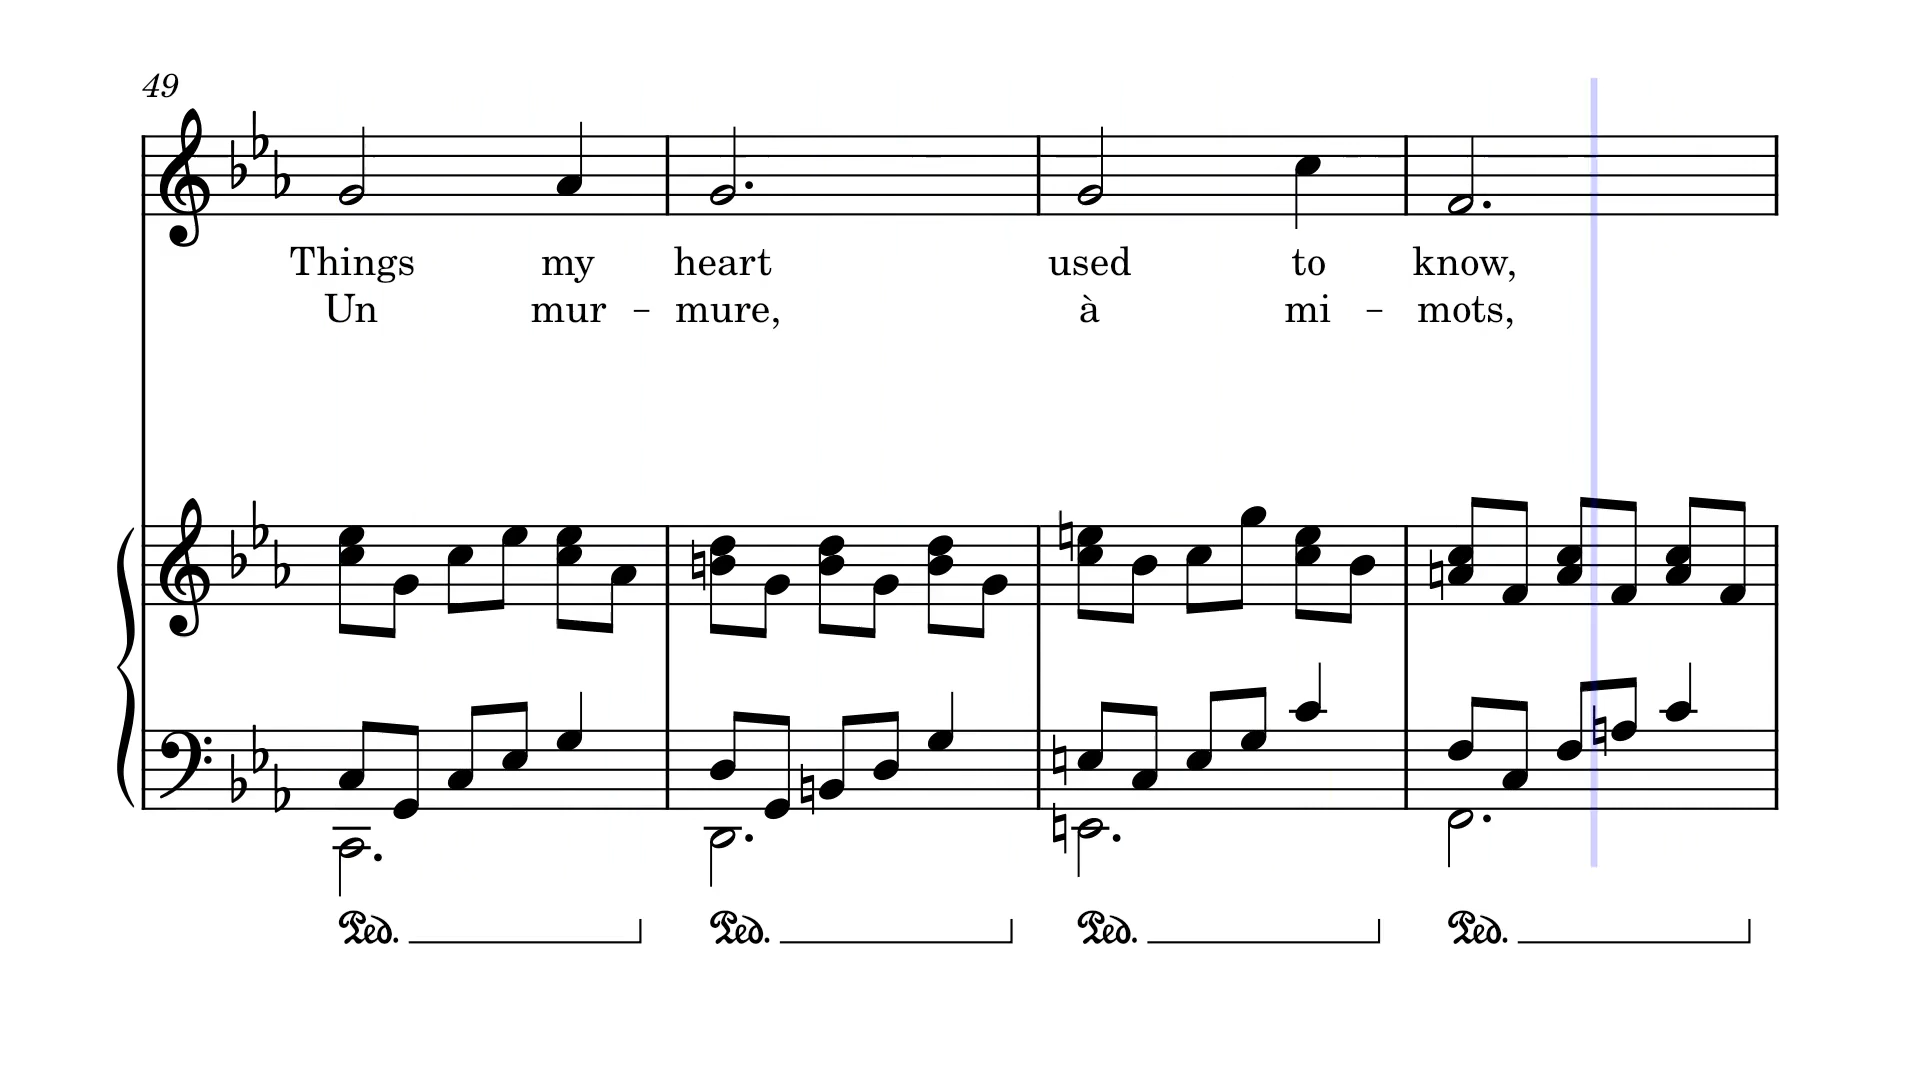 49
Things my heart used to know,
Un mur – mure, à mi – mots,
Ped. Ped. Ped. Ped.